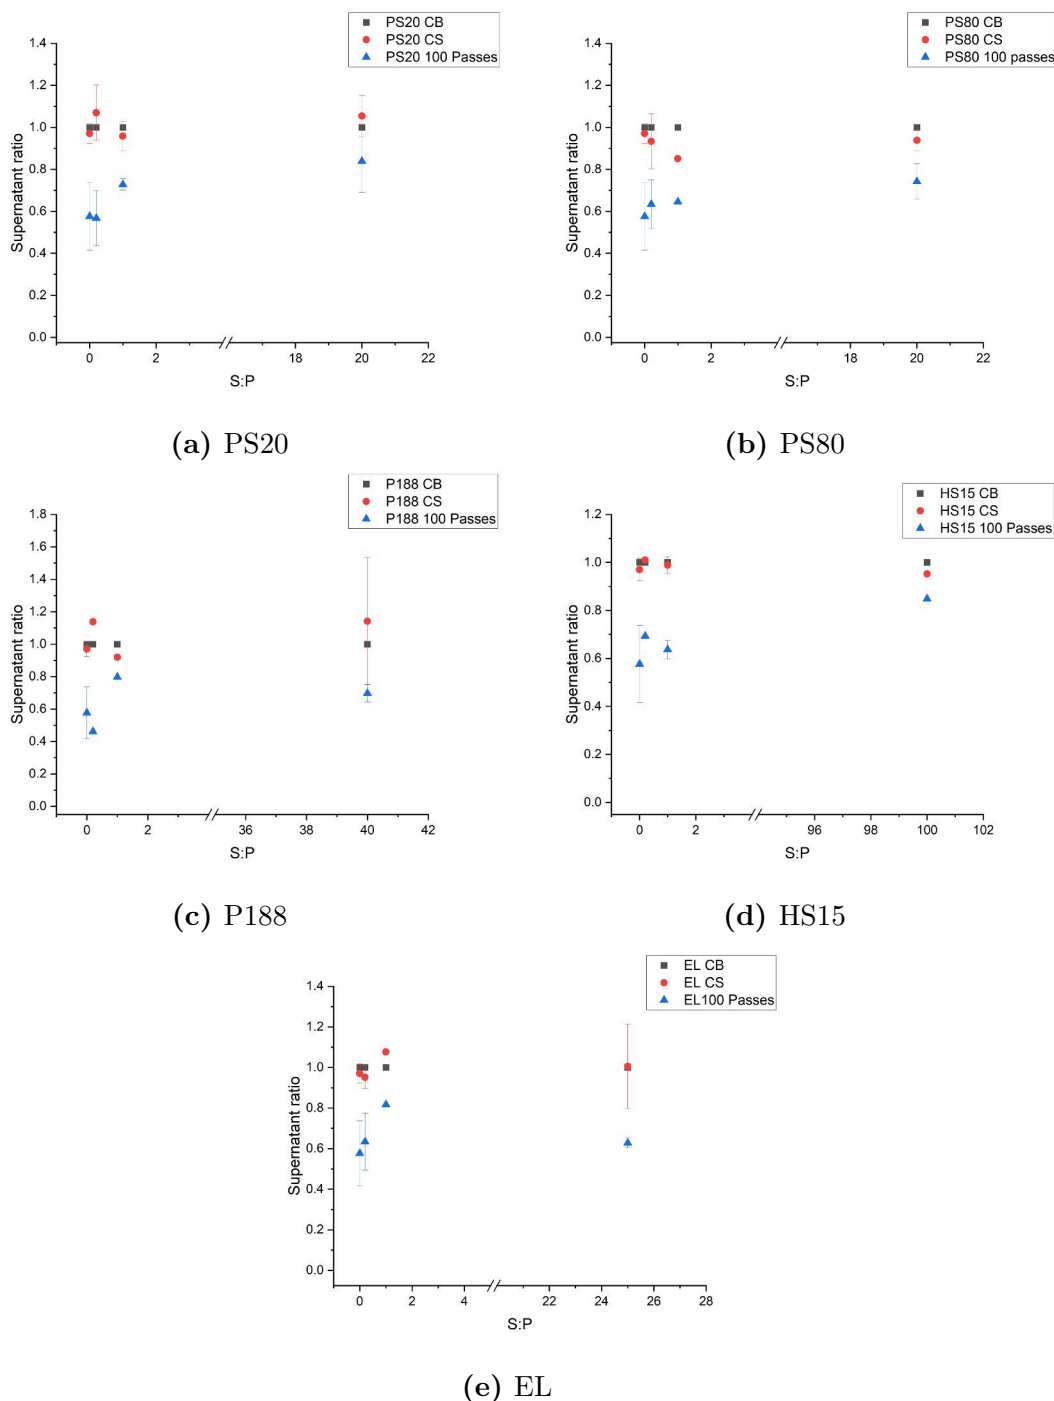 PS20 CB
PS20 CS
PS20 100 Passes
1.4
1.2
1.0
0.8
0.6
0.4
0.2
0.0
Supernatant ratio
0 2 18 20 22
S:P
(a) PS20
PS80 CB
PS80 CS
PS80 100 passes
1.4
1.2
1.0
0.8
0.6
0.4
0.2
0.0
Supernatant ratio
0 2 18 20 22
S:P
(b) PS80
P188 CB
P188 CS
P188 100 Passes
1.8
1.6
1.4
1.2
1.0
0.8
0.6
0.4
0.2
0.0
Supernatant ratio
0 2 36 38 40 42
S:P
(c) P188
HS15 CB
HS15 CS
HS15 100 Passes
1.2
1.0
0.8
0.6
0.4
0.2
0.0
Supernatant ratio
0 2 96 98 100 102
S:P
(d) HS15
EL CB
EL CS
EL100 Passes
1.4
1.2
1.0
0.8
0.6
0.4
0.2
0.0
Supernatant ratio
0 2 4 22 24 26 28
S:P
(e) EL